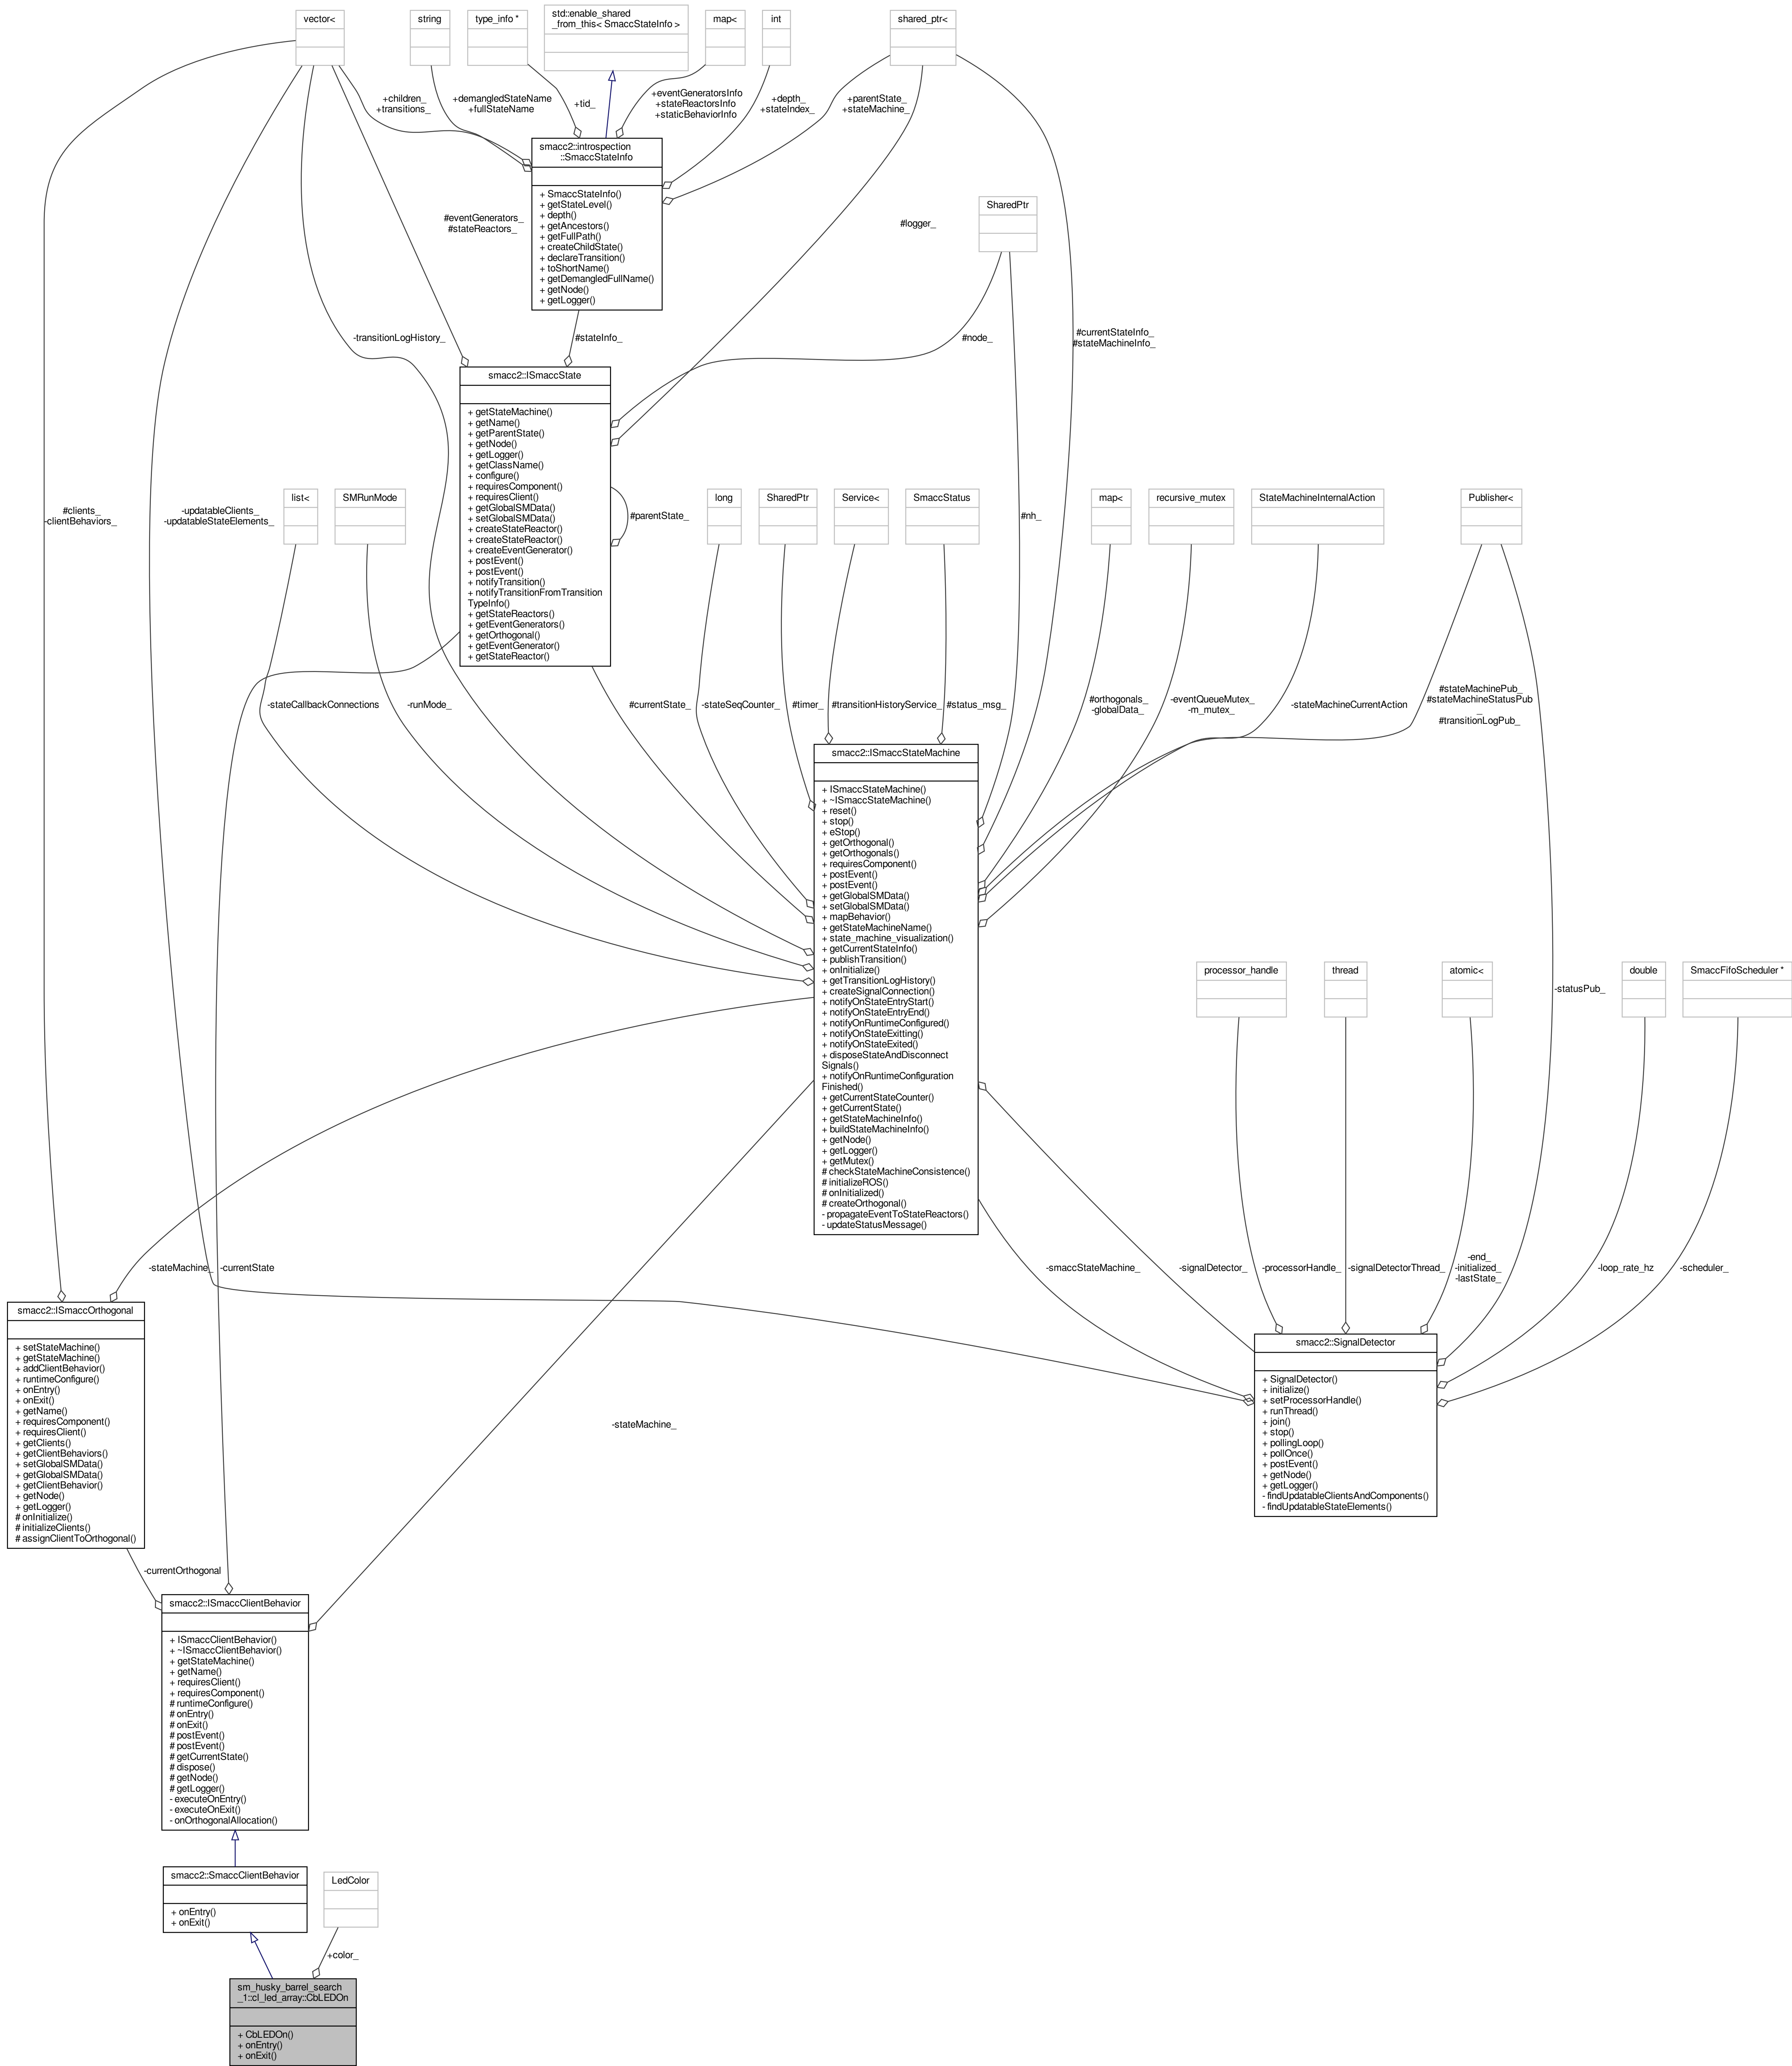 vector<
string
type_info *
std::enable_shared
_from_this< SmaccStateInfo >
map<
int
shared_ptr<
+children_
+transitions_
+demangledStateName
+fullStateName
+tid_
+eventGeneratorsInfo
+stateReactorsInfo
+staticBehaviorInfo
+depth_
+stateIndex_
+parentState_
+stateMachine_
smacc2::introspection
::SmaccStateInfo
+ SmaccStateInfo()
+ getStateLevel()
+ depth()
+ getAncestors()
+ getFullPath()
+ createChildState()
+ declareTransition()
+ toShortName()
+ getDemangledFullName()
+ getNode()
+ getLogger()
SharedPtr
#eventGenerators_
#stateReactors_
#logger_
-transitionLogHistory_
#stateInfo_
#node_
#currentStateInfo_
#stateMachineInfo_
smacc2::ISmaccState
+ getStateMachine()
+ getName()
+ getParentState()
+ getNode()
+ getLogger()
+ getClassName()
+ configure()
+ requiresComponent()
+ requiresClient()
+ getGlobalSMData()
+ setGlobalSMData()
+ createStateReactor()
+ createStateReactor()
+ createEventGenerator()
+ postEvent()
+ postEvent()
+ notifyTransition()
+ notifyTransitionFromTransition
TypeInfo()
+ getStateReactors()
+ getEventGenerators()
+ getOrthogonal()
+ getEventGenerator()
+ getStateReactor()
#clients_
-clientBehaviors_
-updatableClients_
-updatableStateElements_
list<
SMRunMode
#parentState_
long
SharedPtr
Service<
SmaccStatus
#nh_
map<
recursive_mutex
StateMachineInternalAction
Publisher<
-stateCallbackConnections
-runMode_
#currentState_
-stateSeqCounter_
#timer_
#transitionHistoryService_
#status_msg_
#orthogonals_
-globalData_
-eventQueueMutex_
-m_mutex_
-stateMachineCurrentAction
#stateMachinePub_
#stateMachineStatusPub
_
#transitionLogPub_
smacc2::ISmaccStateMachine
+ ISmaccStateMachine()
+ ~ISmaccStateMachine()
+ reset()
+ stop()
+ eStop()
+ getOrthogonal()
+ getOrthogonals()
+ requiresComponent()
+ postEvent()
+ postEvent()
+ getGlobalSMData()
+ setGlobalSMData()
+ mapBehavior()
+ getStateMachineName()
+ state_machine_visualization()
+ getCurrentStateInfo()
+ publishTransition()
+ onInitialize()
+ getTransitionLogHistory()
+ createSignalConnection()
+ notifyOnStateEntryStart()
+ notifyOnStateEntryEnd()
+ notifyOnRuntimeConfigured()
+ notifyOnStateExitting()
+ notifyOnStateExited()
+ disposeStateAndDisconnect
Signals()
+ notifyOnRuntimeConfiguration
Finished()
+ getCurrentStateCounter()
+ getCurrentState()
+ getStateMachineInfo()
+ buildStateMachineInfo()
+ getNode()
+ getLogger()
+ getMutex()
# checkStateMachineConsistence()
# initializeROS()
# onInitialized()
# createOrthogonal()
- propagateEventToStateReactors()
- updateStatusMessage()
processor_handle
thread
atomic<
double
SmaccFifoScheduler *
-statusPub_
-stateMachine_
-currentState
-smaccStateMachine_
-signalDetector_
-processorHandle_
-signalDetectorThread_
-end_
-initialized_
-lastState_
-loop_rate_hz
-scheduler_
smacc2::ISmaccOrthogonal
+ setStateMachine()
+ getStateMachine()
+ addClientBehavior()
+ runtimeConfigure()
+ onEntry()
+ onExit()
+ getName()
+ requiresComponent()
+ requiresClient()
+ getClients()
+ getClientBehaviors()
+ setGlobalSMData()
+ getGlobalSMData()
+ getClientBehavior()
+ getNode()
+ getLogger()
# onInitialize()
# initializeClients()
# assignClientToOrthogonal()
smacc2::SignalDetector
+ SignalDetector()
+ initialize()
+ setProcessorHandle()
+ runThread()
+ join()
+ stop()
+ pollingLoop()
+ pollOnce()
+ postEvent()
+ getNode()
+ getLogger()
- findUpdatableClientsAndComponents()
- findUpdatableStateElements()
-stateMachine_
-currentOrthogonal
smacc2::ISmaccClientBehavior
+ ISmaccClientBehavior()
+ ~ISmaccClientBehavior()
+ getStateMachine()
+ getName()
+ requiresClient()
+ requiresComponent()
# runtimeConfigure()
# onEntry()
# onExit()
# postEvent()
# postEvent()
# getCurrentState()
# dispose()
# getNode()
# getLogger()
- executeOnEntry()
- executeOnExit()
- onOrthogonalAllocation()
smacc2::SmaccClientBehavior
+ onEntry()
+ onExit()
LedColor
+color_
sm_husky_barrel_search
_1::cl_led_array::CbLEDOn
+ CbLEDOn()
+ onEntry()
+ onExit()